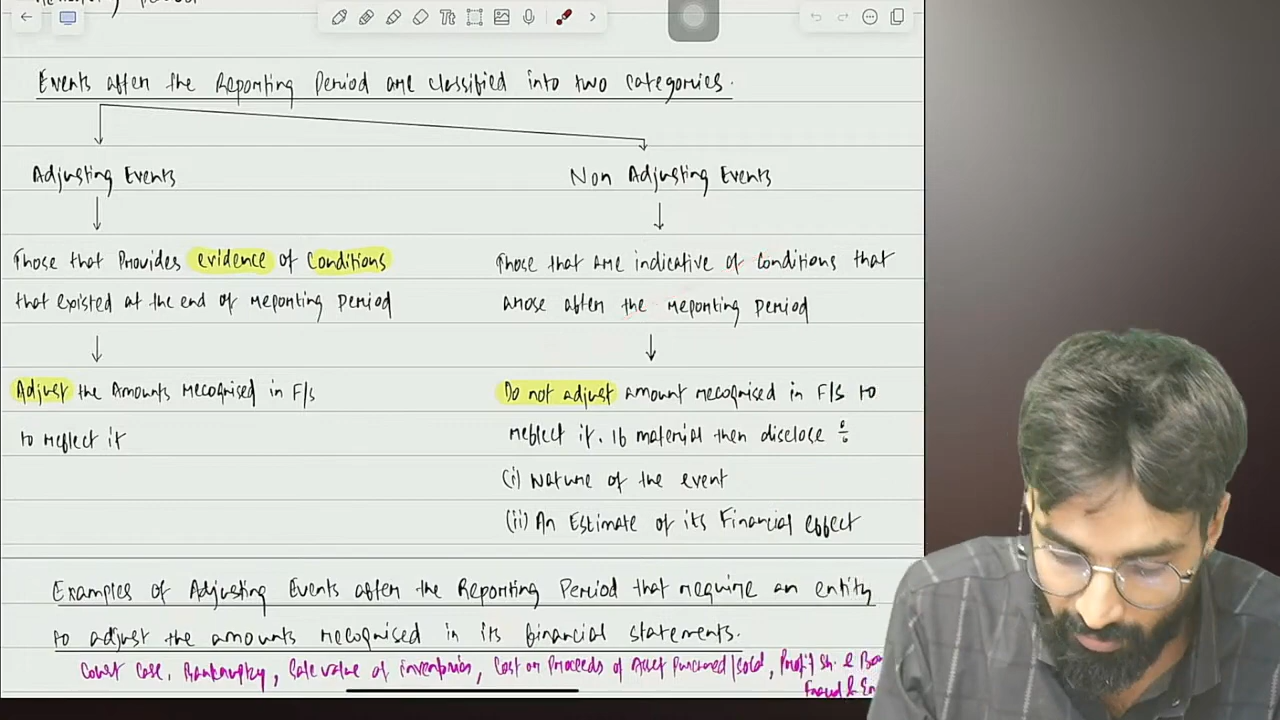 Period
Events after the Reporting Period are classified into two categories.
Adjusting Events
Non Adjusting Events
Those that Provides evidence of Conditions
that existed at the end of reporting period
Those that are indicative of conditions that
arose after the reporting period
Adjust the Amounts recognised in F/S
to reflect it
Do not adjust amount recognised in F/S to
reflect it. If material then disclose :
(i) Nature of the event
(ii) An Estimate of its Financial effect
Examples of Adjusting Events after the Reporting Period that require an entity
to adjust the amounts recognised in its financial statements.
Court Case, Bankruptcy, Sale value of inventories, Cost or Proceeds of Asset Purchased/Sold, Profit Sh. &
Fraud &